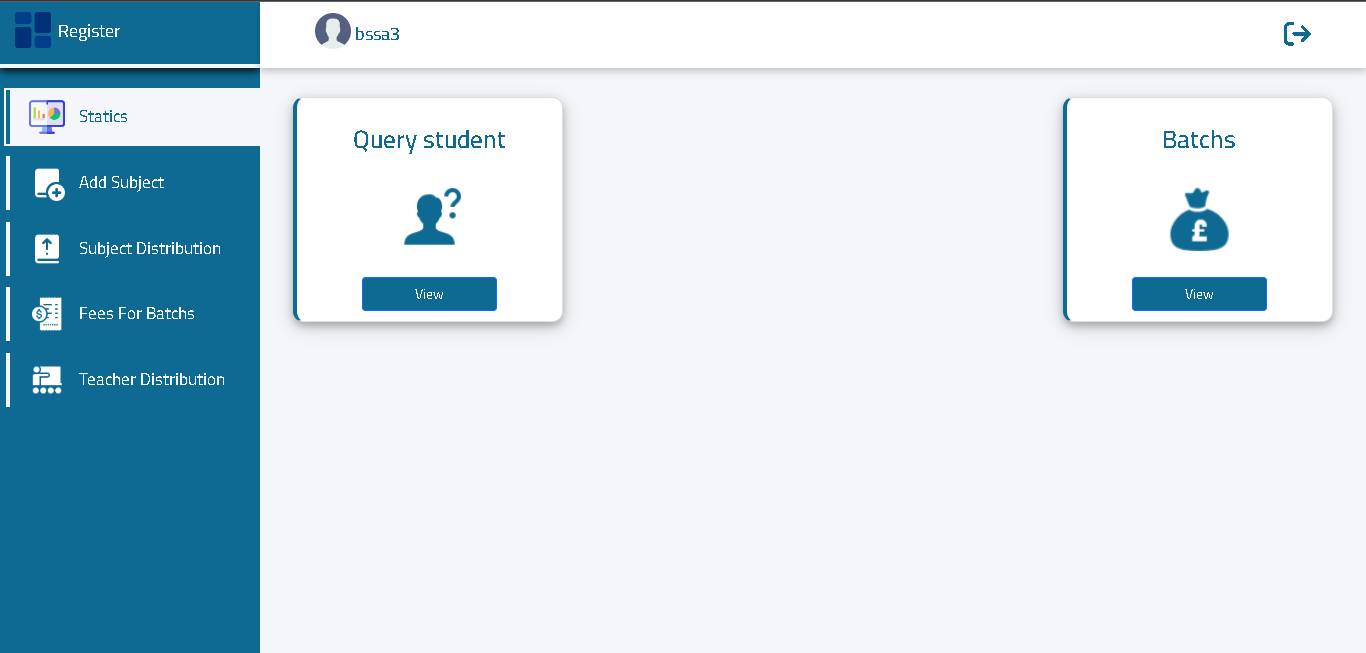 Register
bssa3
Statics
Add Subject
Subject Distribution
Fees For Batchs
Teacher Distribution
Query student
?
View
Batchs
£
View